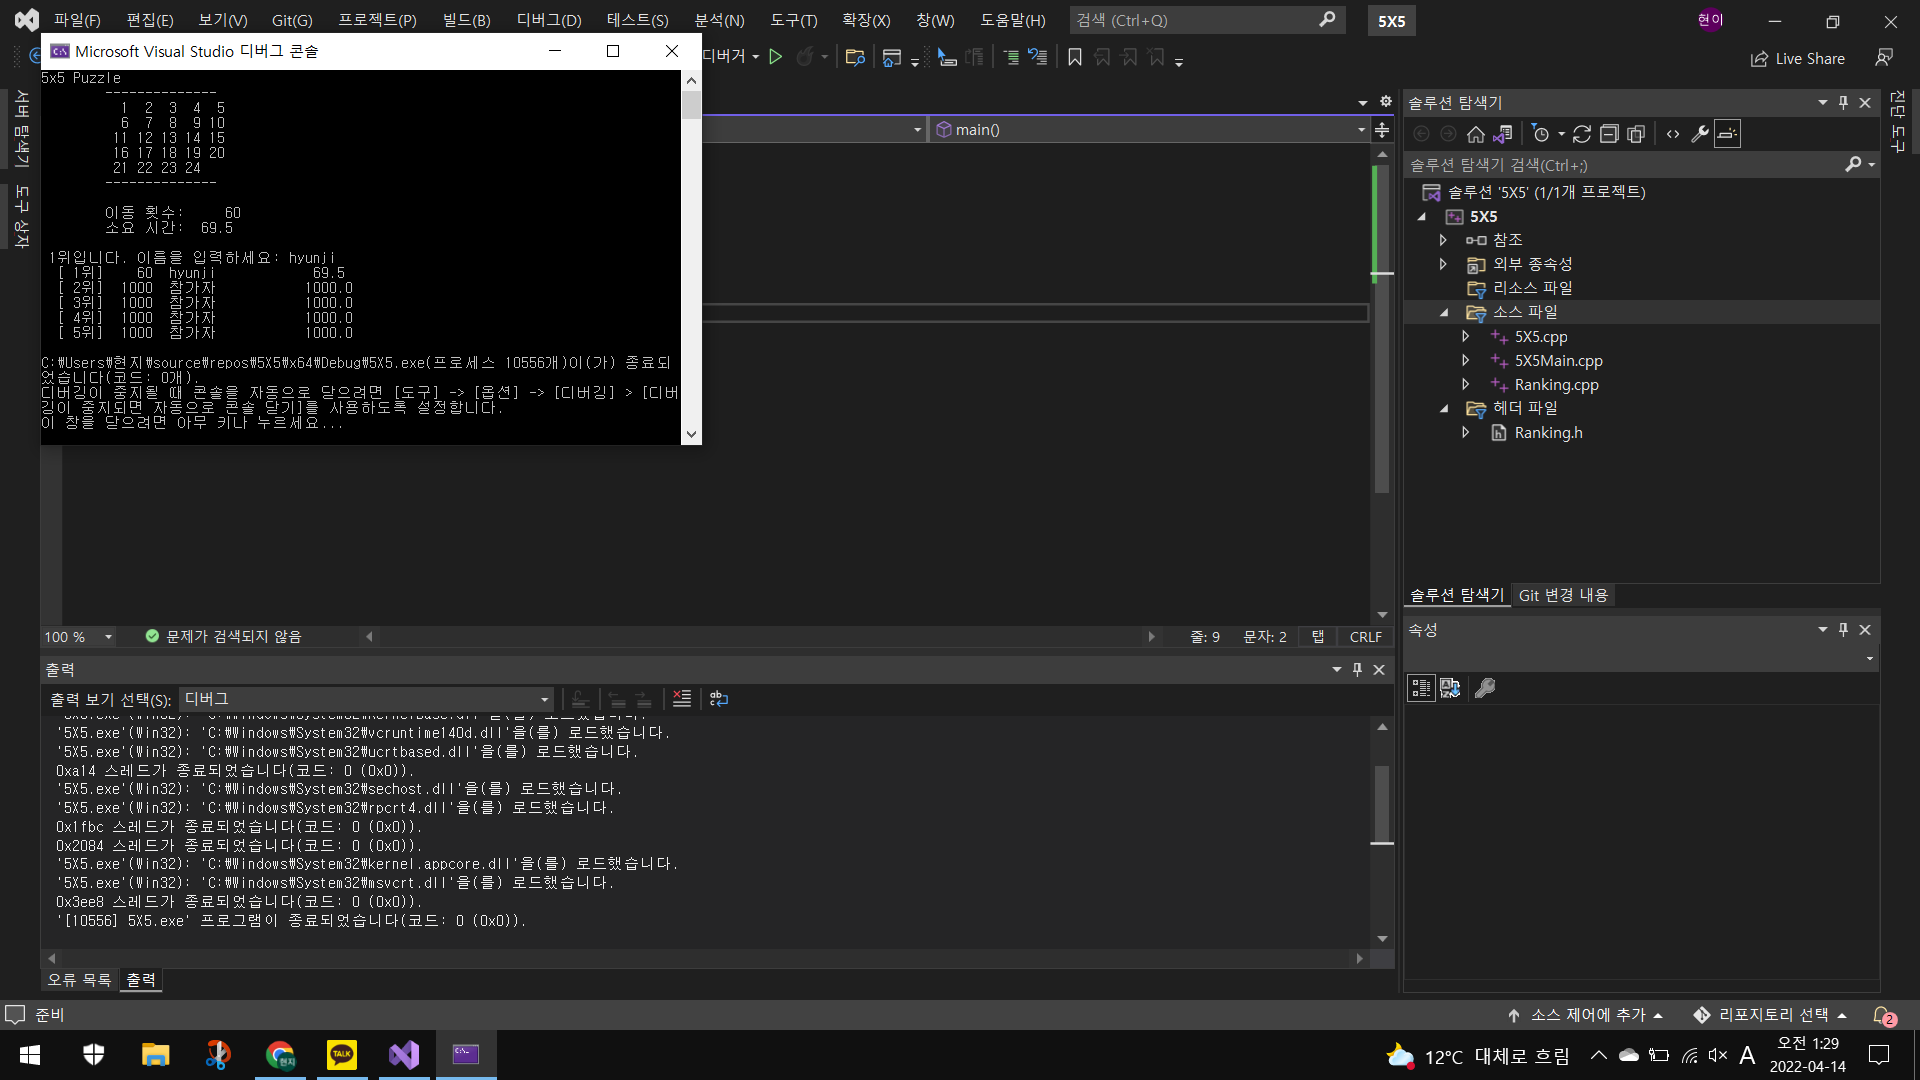 파일(F) 편집(E) 보기(V) Git(G) 프로젝트(P) 빌드(B) 디버그(D) 테스트(S) 분석(N) 도구(T) 확장(X) 창(W) 도움말(H) 검색 (Ctrl+Q) 5X5 현이
Microsoft Visual Studio 디버그 콘솔
디버거
Live Share
5x5 Puzzle
--------------
1 2 3 4 5
6 7 8 9 10
11 12 13 14 15
16 17 18 19 20
21 22 23 24
--------------
이동 횟수: 60
소요 시간: 69.5
1위입니다. 이름을 입력하세요: hyunji
[ 1위] 60 hyunji 69.5
[ 2위] 1000 참가자 1000.0
[ 3위] 1000 참가자 1000.0
[ 4위] 1000 참가자 1000.0
[ 5위] 1000 참가자 1000.0
C:₩Users₩현지₩source₩repos₩5X5₩x64₩Debug₩5X5.exe(프로세스 10556개)이(가) 종료되
었습니다(코드: 0개).
디버깅이 중지될 때 콘솔을 자동으로 닫으려면 [도구] -> [옵션] -> [디버깅] > [디버
깅이 중지되면 자동으로 콘솔 닫기]를 사용하도록 설정합니다.
이 창을 닫으려면 아무 키나 누르세요...
서버 탐색기
도구 상자
main()
솔루션 탐색기
솔루션 탐색기 검색(Ctrl+;)
솔루션 '5X5' (1/1개 프로젝트)
5X5
참조
외부 종속성
리소스 파일
소스 파일
5X5.cpp
5X5Main.cpp
Ranking.cpp
헤더 파일
Ranking.h
진단 도구
솔루션 탐색기 Git 변경 내용
속성
100 % 문제가 검색되지 않음 줄: 9 문자: 2 탭 CRLF
출력
출력 보기 선택(S): 디버그
'5X5.exe'(Win32): 'C:₩Windows₩System32₩KernelBase.dll'을(를) 로드했습니다.
'5X5.exe'(Win32): 'C:₩Windows₩System32₩vcruntime140d.dll'을(를) 로드했습니다.
'5X5.exe'(Win32): 'C:₩Windows₩System32₩ucrtbased.dll'을(를) 로드했습니다.
0xa14 스레드가 종료되었습니다(코드: 0 (0x0)).
'5X5.exe'(Win32): 'C:₩Windows₩System32₩sechost.dll'을(를) 로드했습니다.
'5X5.exe'(Win32): 'C:₩Windows₩System32₩rpcrt4.dll'을(를) 로드했습니다.
0x1fbc 스레드가 종료되었습니다(코드: 0 (0x0)).
0x2084 스레드가 종료되었습니다(코드: 0 (0x0)).
'5X5.exe'(Win32): 'C:₩Windows₩System32₩kernel.appcore.dll'을(를) 로드했습니다.
'5X5.exe'(Win32): 'C:₩Windows₩System32₩msvcrt.dll'을(를) 로드했습니다.
0x3ee8 스레드가 종료되었습니다(코드: 0 (0x0)).
'[10556] 5X5.exe' 프로그램이 종료되었습니다(코드: 0 (0x0)).
오류 목록 출력
준비 소스 제어에 추가 리포지토리 선택 2
현지 TALK 12°C 대체로 흐림 A
오전 1:29
2022-04-14